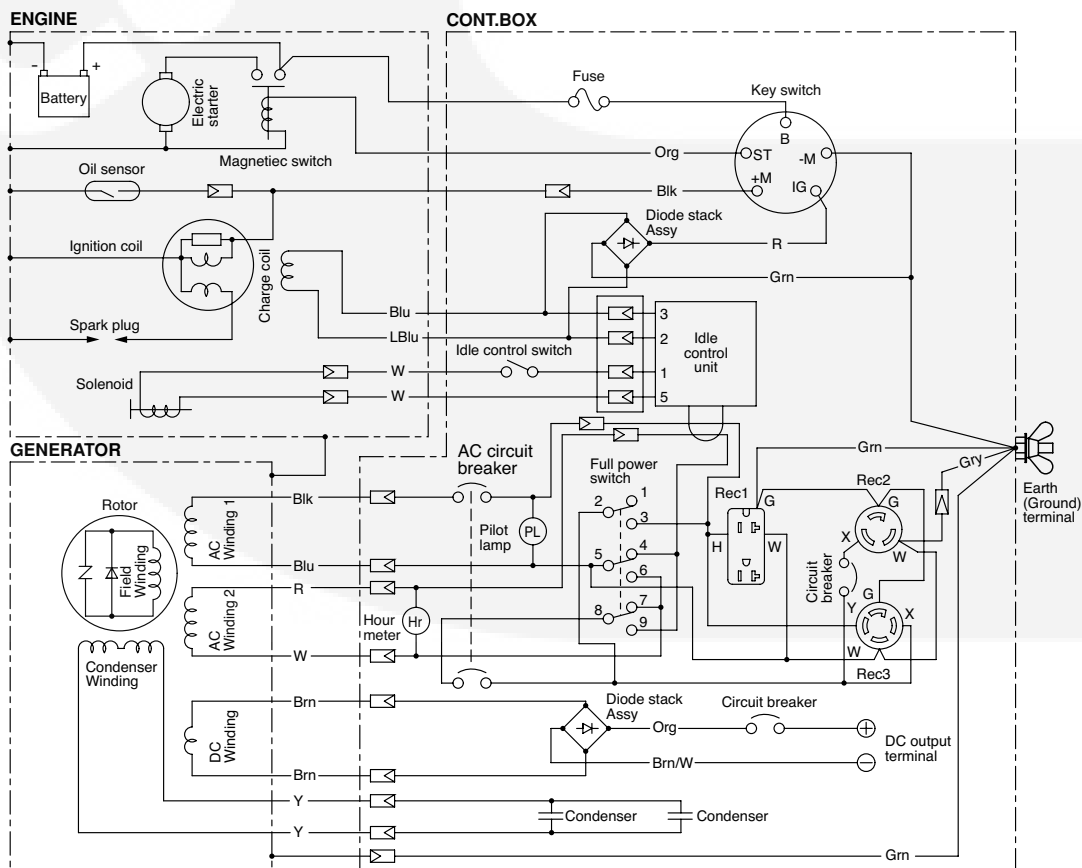 ENGINE
CONT.BOX
-
+
Battery
Electric
starter
Magnetiec switch
Fuse
Key switch
B
ST
-M
+M
IG
Org
Oil sensor
Blk
Diode stack
Assy
R
Grn
Ignition coil
Charge coil
Blu
LBlu
3
2
1
5
Idle
control
unit
Spark plug
Idle control switch
W
W
Solenoid
GENERATOR
AC circuit
breaker
Full power
switch
Grn
Gry
Earth
(Ground)
terminal
Rotor
Field
Winding
AC
Winding 1
Blk
Blu
Pilot
lamp
PL
1
2
3
4
5
6
7
8
9
Rec1
G
H
W
Rec2
G
X
W
Circuit
breaker
G
Y
X
W
Rec3
AC
Winding 2
R
W
Hour
meter
Hr
Condenser
Winding
DC
Winding
Brn
Brn
Diode stack
Assy
Circuit breaker
Org
+
Brn/W
−
DC output
terminal
Y
Y
Condenser
Condenser
Grn